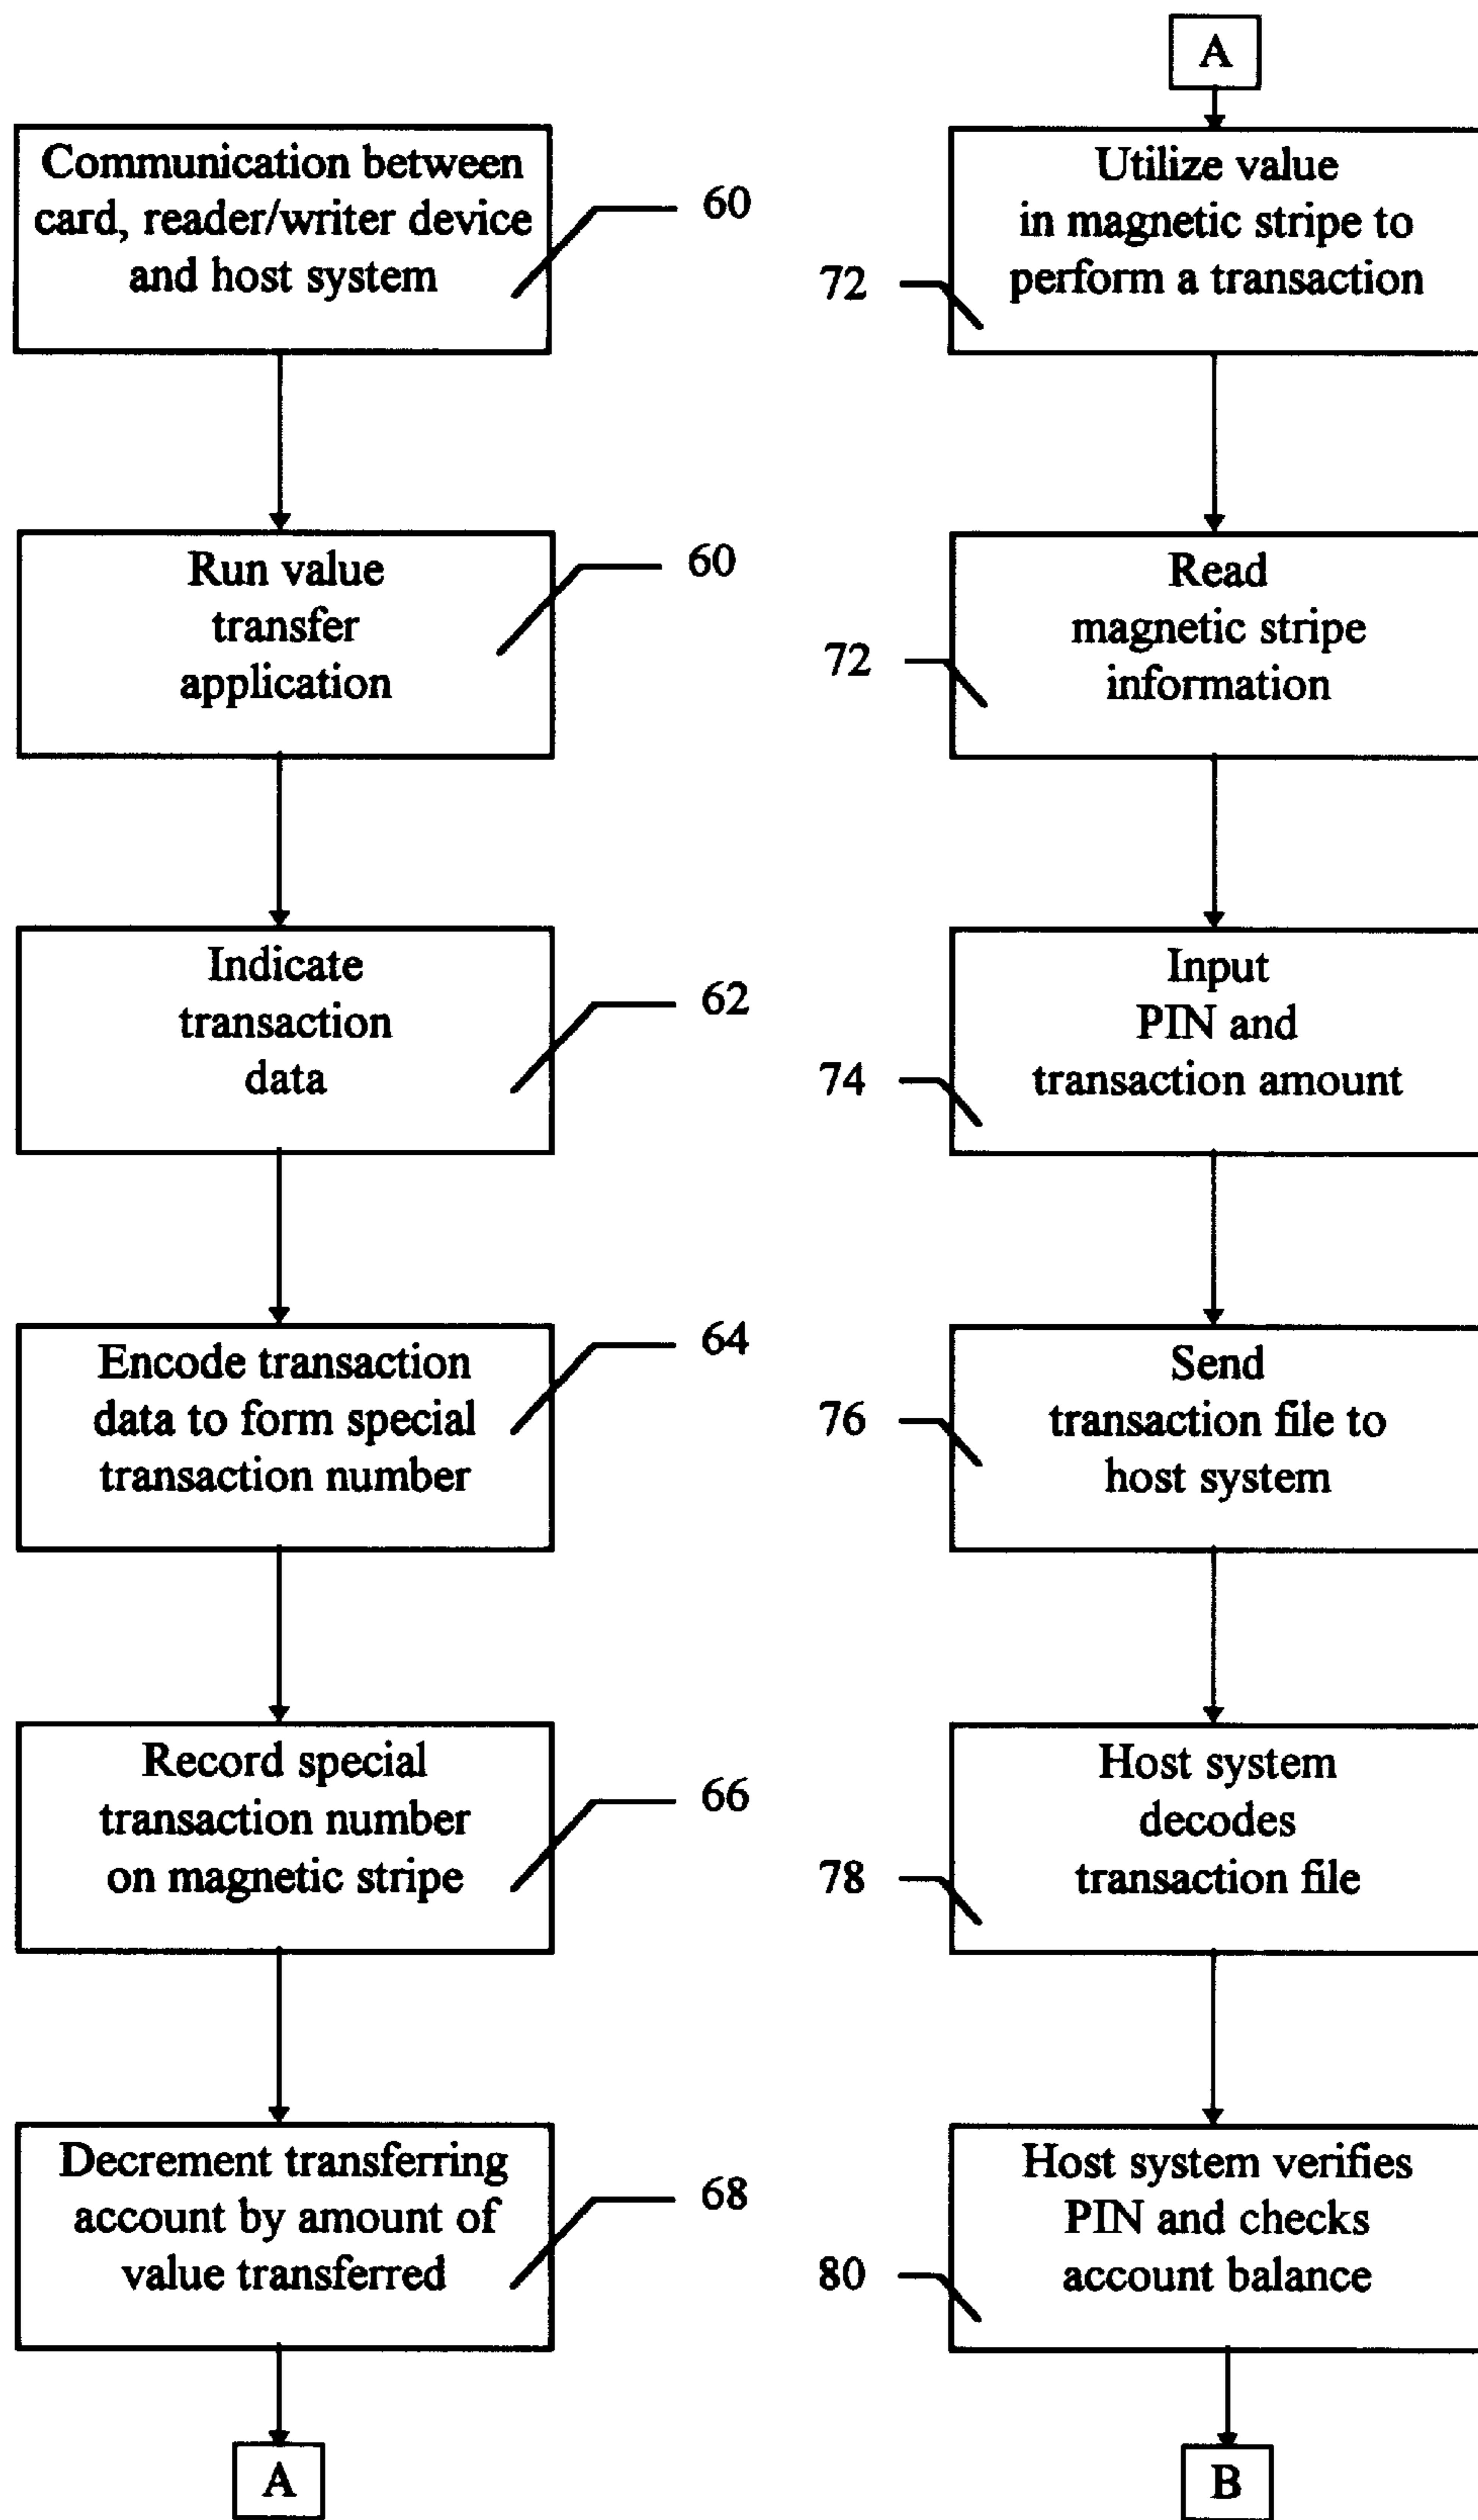 Communication between
card, reader/writer device
and host system
60
Run value
transfer
application
60
Indicate
transaction
data
62
Encode transaction
data to form special
transaction number
64
Record special
transaction number
on magnetic stripe
66
Decrement transferring
account by amount of
value transferred
68
A
A
Utilize value
in magnetic stripe to
perform a transaction
72
Read
magnetic stripe
information
72
Input
PIN and
transaction amount
74
Send
transaction file to
host system
76
Host system
decodes
transaction file
78
Host system verifies
PIN and checks
account balance
80
B